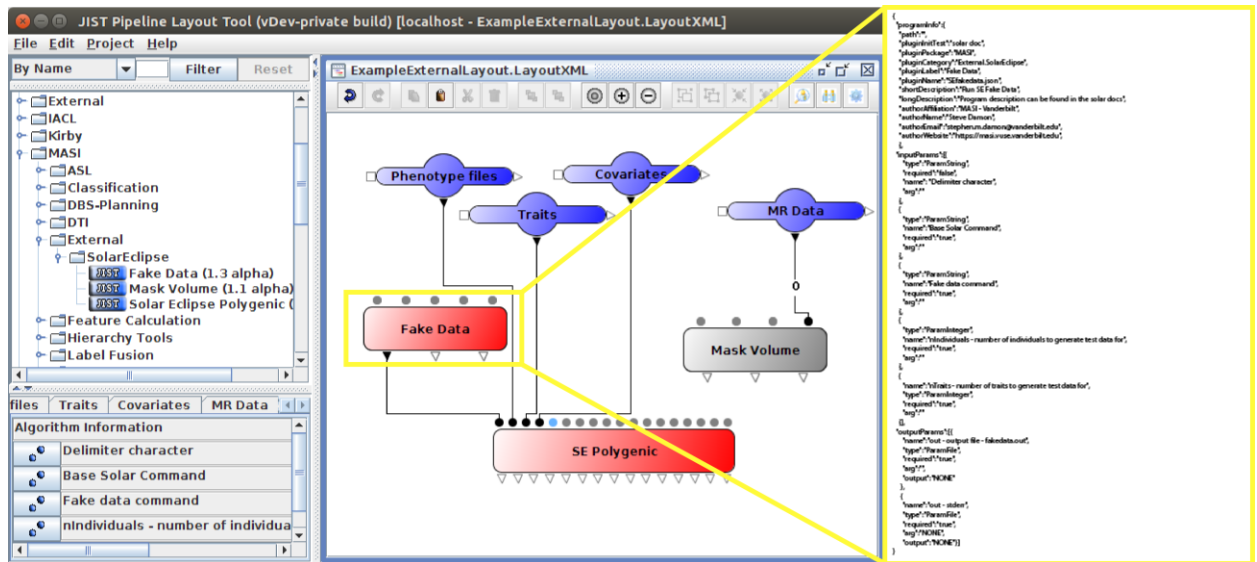 JIST Pipeline Layout Tool (vDev-private build) [localhost - ExampleExternalLayout.LayoutXML]
File Edit Project Help
By Name Filter Reset
External
IACL
Kirby
MASI
ASL
Classification
DBS-Planning
DTI
External
SolarEclipse
JIST Fake Data (1.3 alpha)
JIST Mask Volume (1.1 alpha)
JIST Solar Eclipse Polygenic (
Feature Calculation
Hierarchy Tools
Label Fusion
files Traits Covariates MR Data
Algorithm Information
Delimiter character
Base Solar Command
Fake data command
nIndividuals - number of individua
ExampleExternalLayout.LayoutXML
Phenotype files
Covariates
Traits
MR Data
0
Fake Data
Mask Volume
SE Polygenic
{
"programInfo":{
"path":"",
"pluginInitText":"soler doc",
"pluginPackage":"MASI",
"pluginCategory":"External.SolarEclipse",
"pluginLabel":"Fake Data",
"pluginName":"SEfakedata.json",
"shortDescription":"Run SE Fake Data",
"longDescription":"Program description can be found in the solar docs",
"authorAffiliation":"MASI - Vanderbilt",
"authorName":"Steve Damon",
"authorEmail":"stephen.m.damon@vanderbilt.edu",
"authorWebsite":"https://masi.vuse.vanderbilt.edu"
},
"inputParams":[{
"type":"ParamString",
"required":"false",
"name": "Delimiter character",
"arg":""
},
{
"type":"ParamString",
"name":"Base Solar Command",
"required":"true",
"arg":""
},
{
"type":"ParamString",
"name":"Fake data command",
"required":"true",
"arg":""
},
{
"type":"ParamInteger",
"name":"nIndividuals - number of individuals to generate test data for",
"required":"true",
"arg":""
},
{
"name":"nTraits - number of traits to generate test data for",
"type":"ParamInteger",
"required":"true",
"arg":""
}],
"outputParams":[{
"name":"out - output file - fakedata.out",
"type":"ParamFile",
"required":"true",
"arg":"",
"output":"NONE"
},
{
"name":"out - stderr",
"type":"ParamFile",
"required":"true",
"arg":"NONE",
"output":"NONE"}]
}